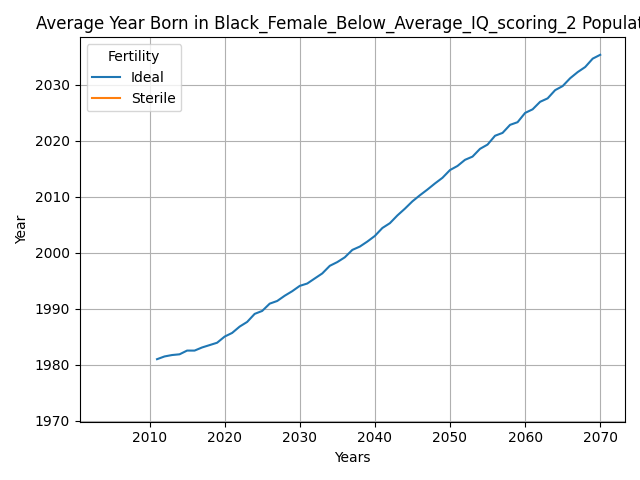 Average Year Born in Black_Female_Below_Average_IQ_scoring_2 Populat
Fertility
Ideal
Sterile
2030
2020
2010
2000
1990
1980
1970
Year
2010 2020 2030 2040 2050 2060 2070
Years